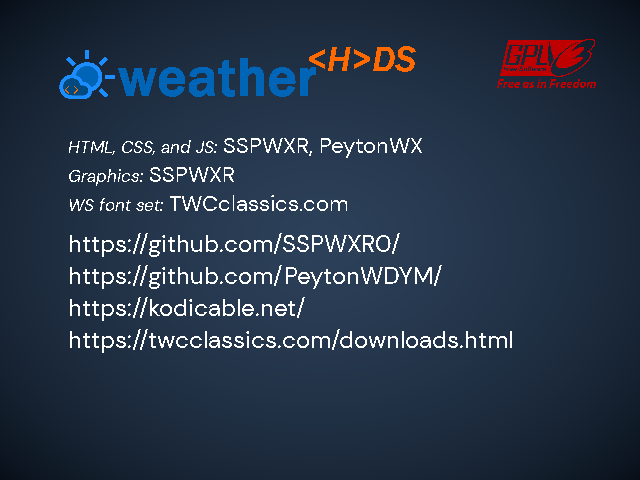 weather <H>DS
GPLv3
Free as in Freedom
HTML, CSS, and JS: SSPWXR, PeytonWX
Graphics: SSPWXR
WS font set: TWCclassics.com
https://github.com/SSPWXR0/
https://github.com/PeytonWDYM/
https://kodicable.net/
https://twcclassics.com/downloads.html